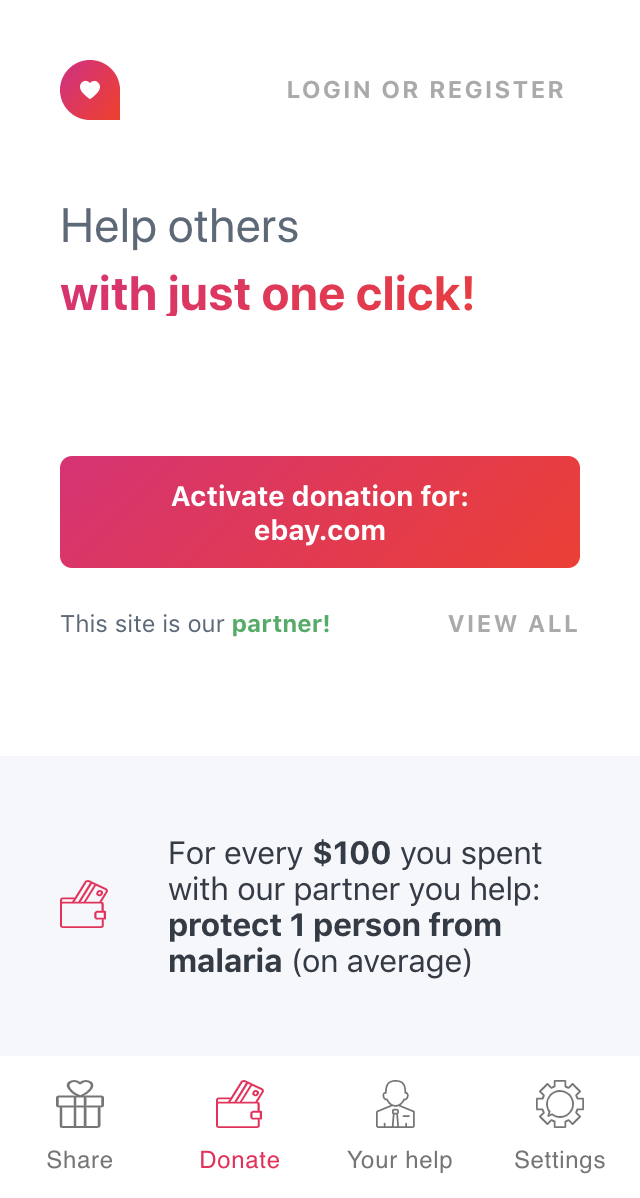 LOGIN OR REGISTER
Help others
with just one click!
Activate donation for:
ebay.com
This site is our partner!
VIEW ALL
For every $100 you spent
with our partner you help:
protect 1 person from
malaria (on average)
Share
Donate
Your help
Settings